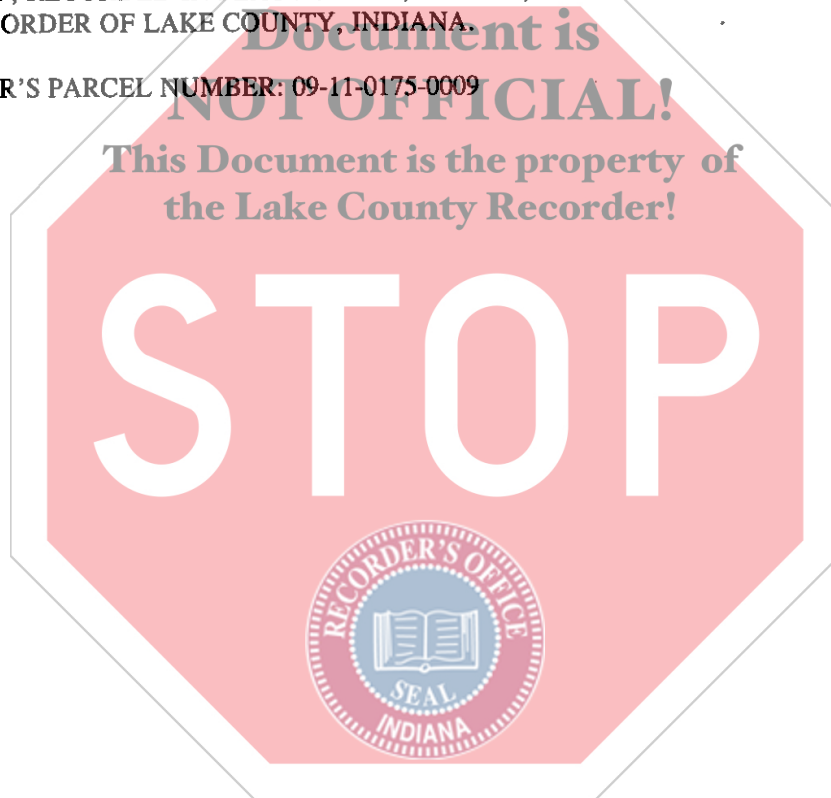 ORDER OF LAKE COUNTY, INDIANA.
Document is
R'S PARCEL NUMBER: 09-11-0175-0009
NOT OFFICIAL!
This Document is the property of
the Lake County Recorder!
STOP
RECORDER'S OFFICE
SEAL
INDIANA